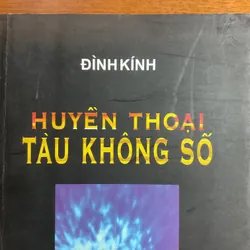 ĐÌNH KÍNH
HUYỀN THOẠI
TÀU KHÔNG SỐ